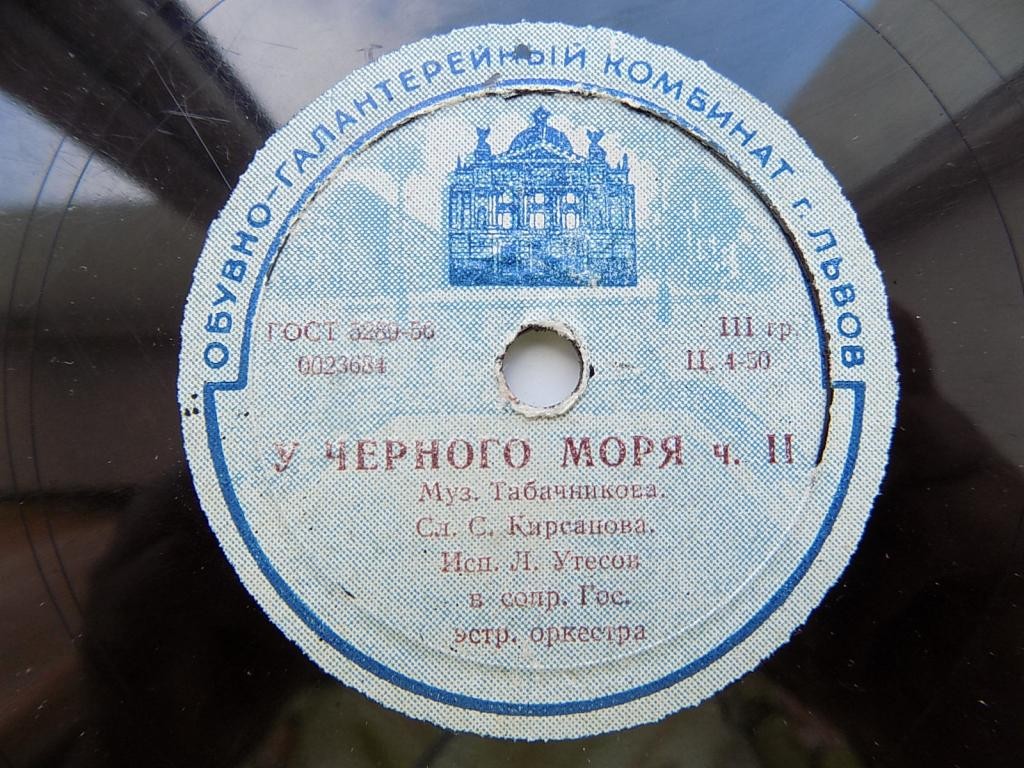 ОБУВНО-ГАЛАНТЕРЕЙНЫЙ КОМБИНАТ г. ЛЬВОВ
ГОСТ 5289-50
III гр.
0023684
Ц. 4-50
У ЧЕРНОГО МОРЯ ч. II
Муз. Табачникова.
Сл. С. Кирсанова.
Исп. Л. Утесов
в сопр. Гос.
эстр. оркестра